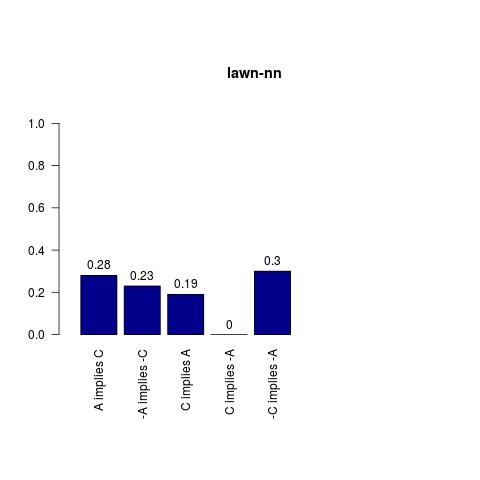 lawn-nn
1.0
0.8
0.6
0.4
0.2
0.0
0.28
0.23
0.19
0
0.3
A implies C
-A implies -C
C implies A
C implies -A
-C implies -A